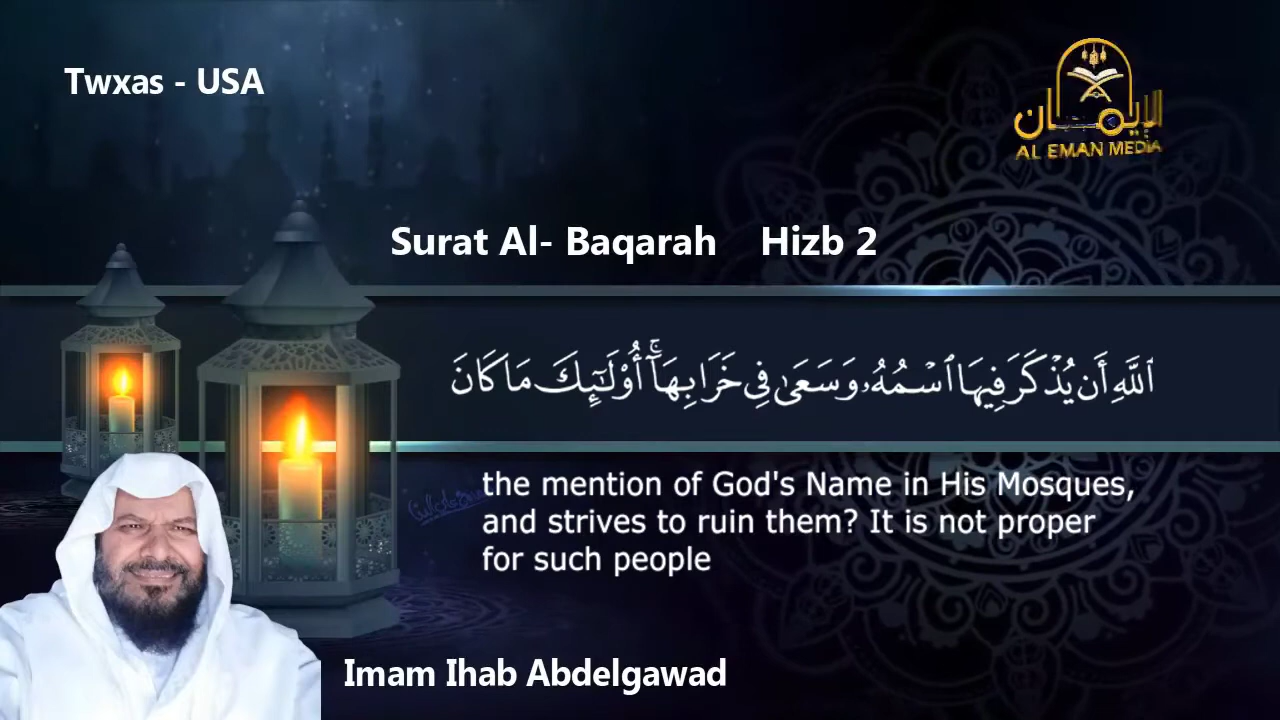 Twxas - USA
الإيمان
AL EMAN MEDIA
Surat Al- Baqarah Hizb 2
ٱللَّهِ أَن يُذْكَرَ فِيهَا ٱسْمُهُۥ وَسَعَىٰ فِى خَرَابِهَآ ۚ أُو۟لَـٰٓئِكَ مَا كَانَ
the mention of God's Name in His Mosques,
and strives to ruin them? It is not proper
for such people
Imam Ihab Abdelgawad